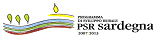 PROGRAMMA
DI SVILUPPO RURALE
PSR sardegna
2007-2013